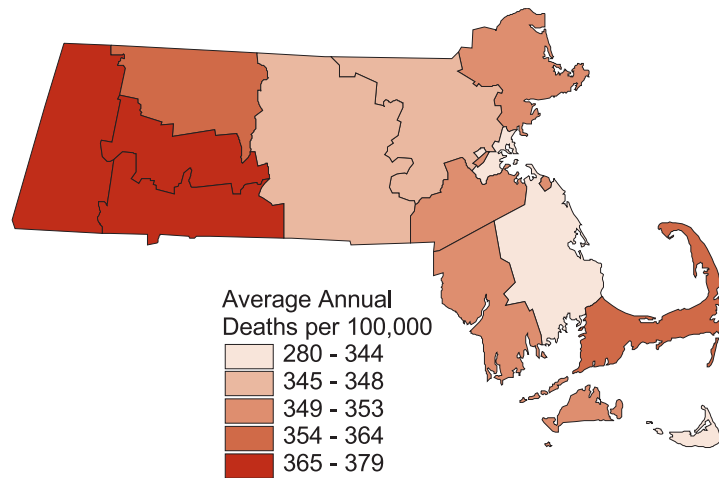 Average Annual
Deaths per 100,000
280 - 344
345 - 348
349 - 353
354 - 364
365 - 379